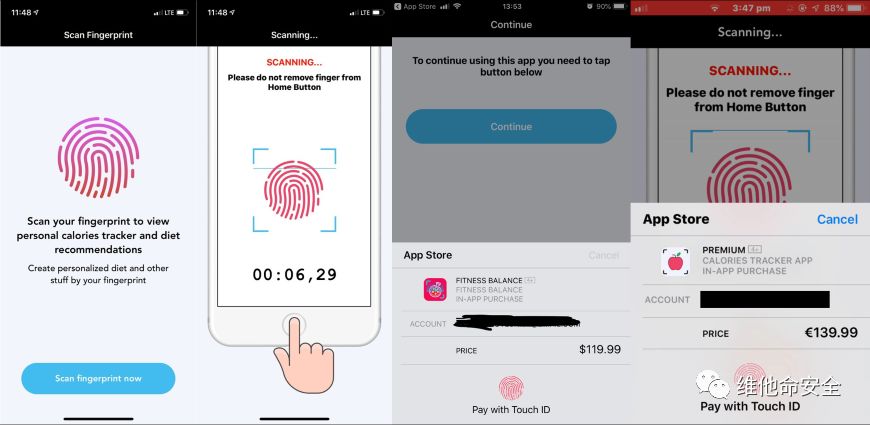 11:48
LTE
Scan Fingerprint
Scan your fingerprint to view
personal calories tracker and diet
recommendations
Create personalized diet and other
stuff by your fingerprint
Scan fingerprint now
11:48
LTE
Scanning...
SCANNING...
Please do not remove finger from
Home Button
00:06,29
App Store
13:53
90%
Continue
To continue using this app you need to tap
button below
Continue
App Store
Cancel
FITNESS BALANCE 4+
FITNESS BALANCE
IN-APP PURCHASE
ACCOUNT
PRICE
$119.99
Pay with Touch ID
3:47 pm
88%
Scanning...
SCANNING...
Please do not remove finger
from Home Button
App Store
Cancel
PREMIUM 4+
CALORIES TRACKER APP
IN-APP PURCHASE
ACCOUNT
PRICE
€139.99
Pay with Touch ID
维他命安全